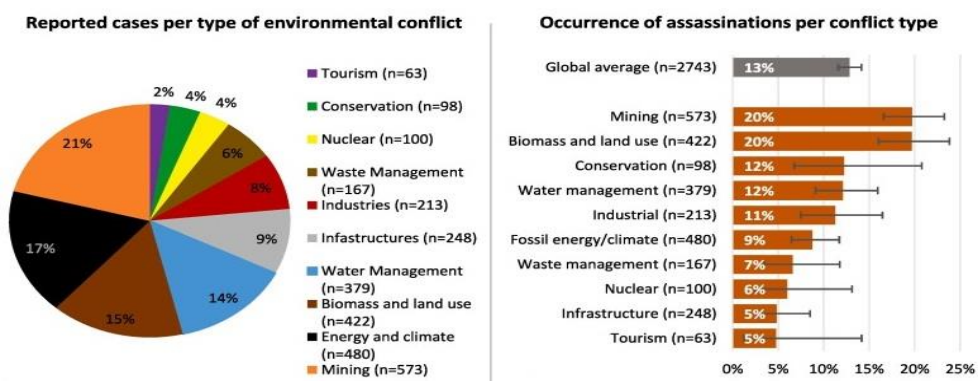 Reported cases per type of environmental conflict
2%
4%
4%
6%
8%
9%
14%
15%
17%
21%
Tourism (n=63)
Conservation (n=98)
Nuclear (n=100)
Waste Management
(n=167)
Industries (n=213)
Infastructures (n=248)
Water Management
(n=379)
Biomass and land use
(n=422)
Energy and climate
(n=480)
Mining (n=573)
Occurrence of assassinations per conflict type
Global average (n=2743) 13%
Mining (n=573) 20%
Biomass and land use (n=422) 20%
Conservation (n=98) 12%
Water management (n=379) 12%
Industrial (n=213) 11%
Fossil energy/climate (n=480) 9%
Waste management (n=167) 7%
Nuclear (n=100) 6%
Infrastructure (n=248) 5%
Tourism (n=63) 5%
0% 5% 10% 15% 20% 25%